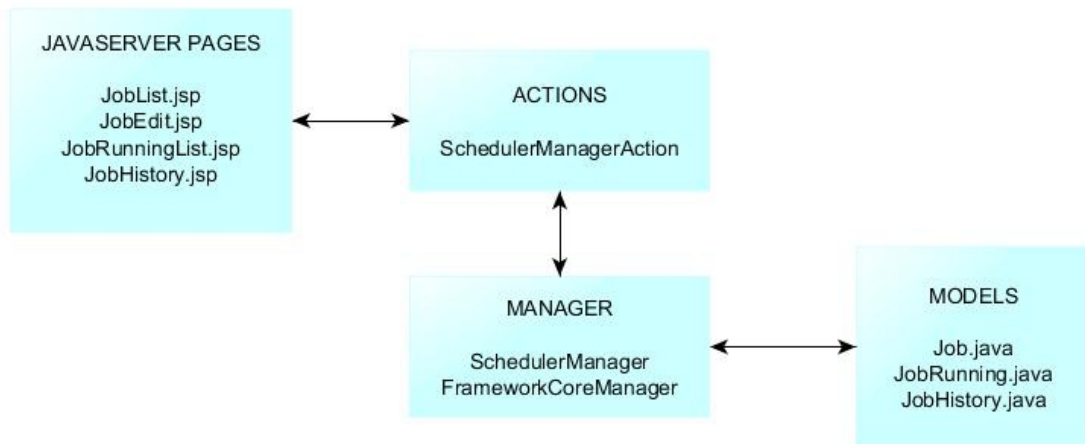 JAVASERVER PAGES
JobList.jsp
JobEdit.jsp
JobRunningList.jsp
JobHistory.jsp
ACTIONS
SchedulerManagerAction
MANAGER
SchedulerManager
FrameworkCoreManager
MODELS
Job.java
JobRunning.java
JobHistory.java